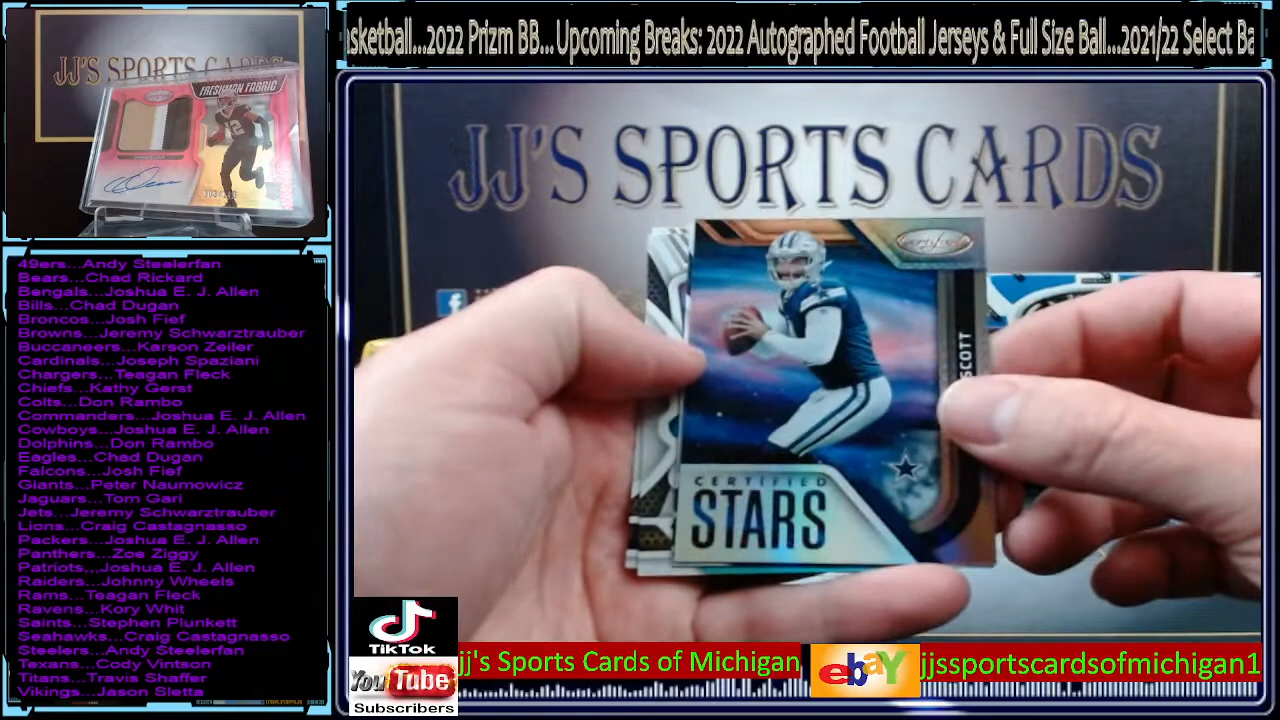 sketball...2022 Prizm BB...Upcoming Breaks: 2022 Autographed Football Jerseys & Full Size Ball...2021/22 Select Ba
JJ'S SPORTS CARDS
FRESHMAN FABRIC
JJ'S SPORTS CARDS
Certified
SCOTT
CERTIFIED
STARS
49ers...Andy Steelerfan
Bears...Chad Rickard
Bengals...Joshua E. J. Allen
Bills...Chad Dugan
Broncos...Josh Fief
Browns...Jeremy Schwarztrauber
Buccaneers...Karson Zeiler
Cardinals...Joseph Spaziani
Chargers...Teagan Fleck
Chiefs...Kathy Gerst
Colts...Don Rambo
Commanders...Joshua E. J. Allen
Cowboys...Joshua E. J. Allen
Dolphins...Don Rambo
Eagles...Chad Dugan
Falcons...Josh Fief
Giants...Peter Naumowicz
Jaguars...Tom Gari
Jets...Jeremy Schwarztrauber
Lions...Craig Castagnasso
Packers...Joshua E. J. Allen
Panthers...Zoe Ziggy
Patriots,,,Joshua E. J. Allen
Raiders...Johnny Wheels
Rams...Teagan Fleck
Ravens...Kory Whit
Saints...Stephen Plunkett
Seahawks...Craig Castagnasso
Steelers...Andy Steelerfan
Texans...Cody Vintson
Titans...Travis Shaffer
Vikings...Jason Sletta
TikTok
YouTube
Subscribers
jj's Sports Cards of Michigan
ebay
jjssportscardsofmichigan1